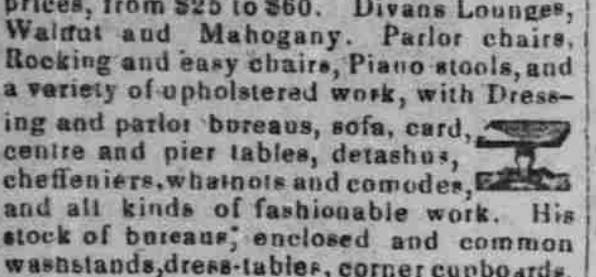 prices, from $25 to $60. Divans Lounges,
Walnut and Mahogany. Parlor chairs,
Rocking and easy chairs, Piano stools, and
a variety of upholstered work, with Dress-
ing and parlor bureaus, sofa, card,
centre and pier tables, detashus,
cheffeniers, whatnots and comodes,
and all kinds of fashionable work. His
stock of bureaus, enclosed and common
washstands, dress-tables, corner cupboards,